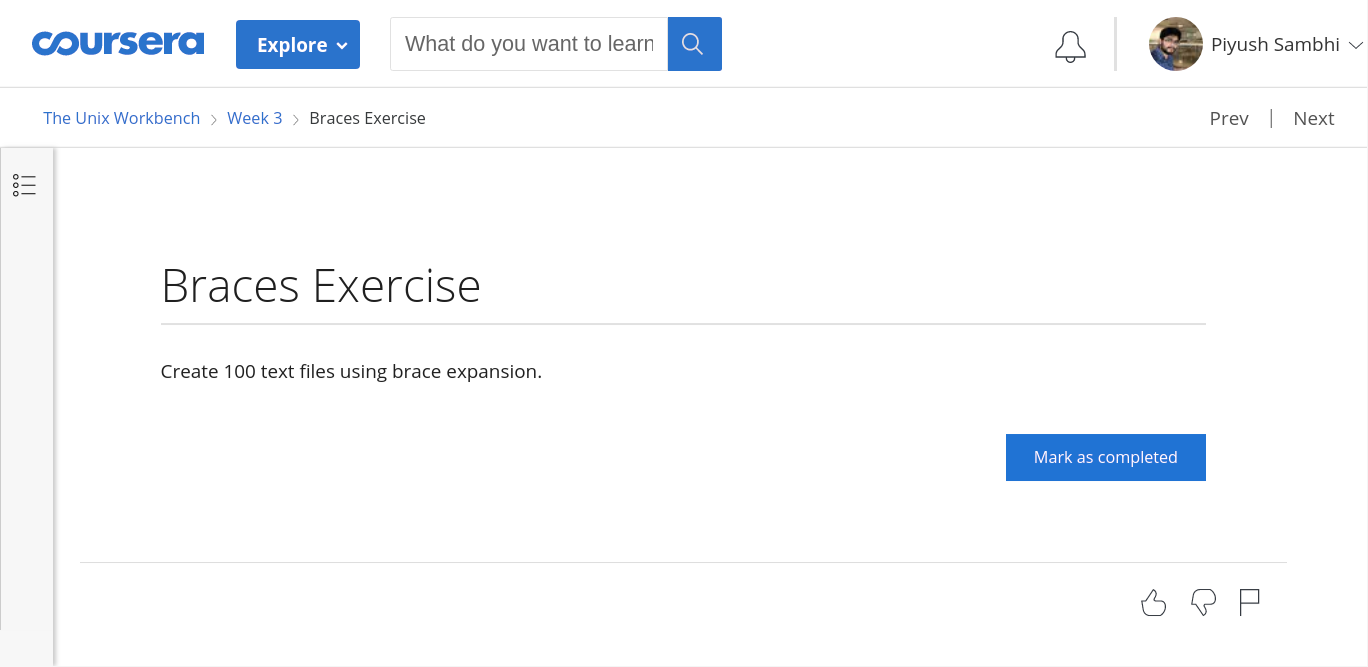 coursera Explore What do you want to learn Piyush Sambhi
The Unix Workbench Week 3 Braces Exercise Prev | Next
Braces Exercise
Create 100 text files using brace expansion.
Mark as completed